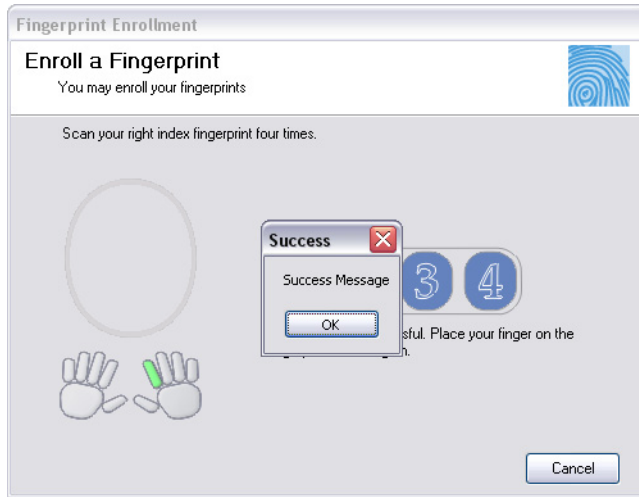 Fingerprint Enrollment
Enroll a Fingerprint
You may enroll your fingerprints
Scan your right index fingerprint four times.
Success
Success Message
OK
3 4
sful. Place your finger on the
Cancel